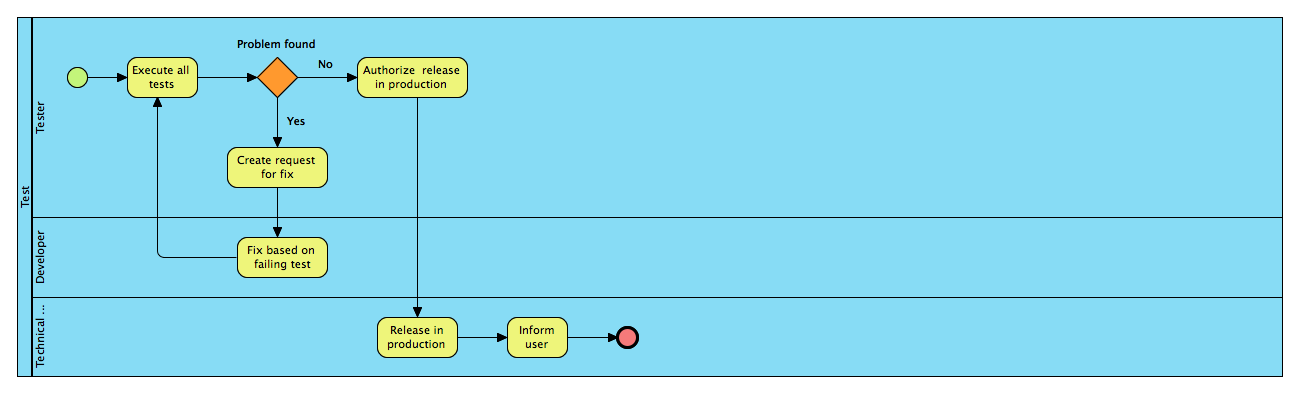 Test
Tester
Problem found
Execute all
tests
No
Authorize release
in production
Yes
Create request
for fix
Developer
Fix based on
failing test
Technical ...
Release in
production
Inform
user